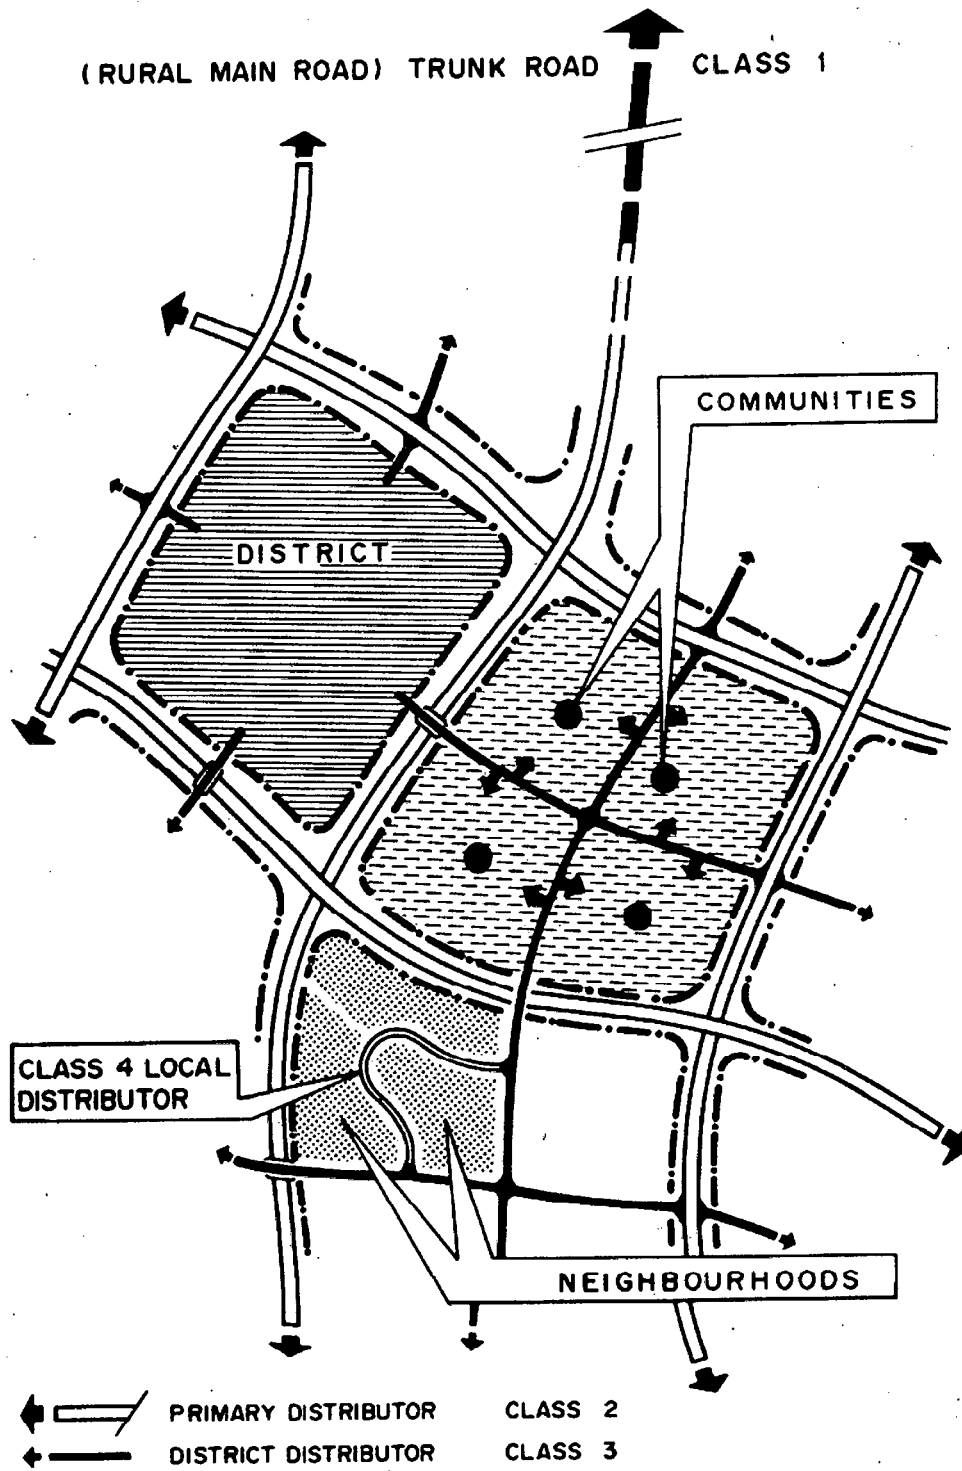 (RURAL MAIN ROAD) TRUNK ROAD CLASS 1
COMMUNITIES
DISTRICT
CLASS 4 LOCAL
DISTRIBUTOR
NEIGHBOURHOODS
PRIMARY DISTRIBUTOR CLASS 2
DISTRICT DISTRIBUTOR CLASS 3